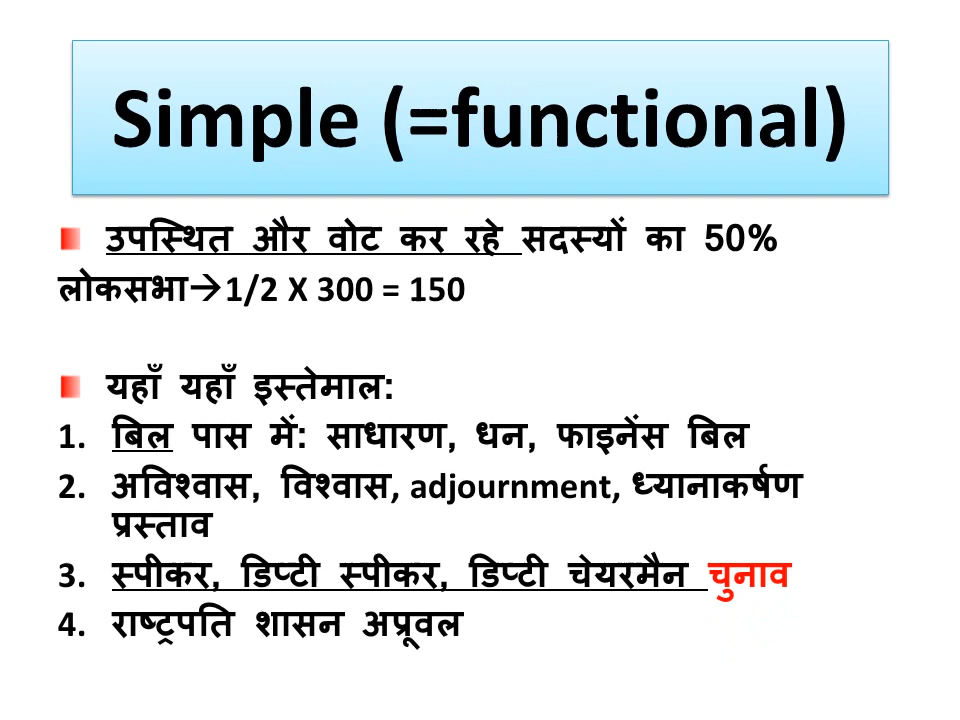 Simple (=functional)
उपस्थित और वोट कर रहे सदस्यों का 50%
लोकसभा→1/2 X 300 = 150
यहाँ यहाँ इस्तेमाल:
1. बिल पास में: साधारण, धन, फाइनेंस बिल
2. अविश्वास, विश्वास, adjournment, ध्यानाकर्षण
प्रस्ताव
3. स्पीकर, डिप्टी स्पीकर, डिप्टी चेयरमैन चुनाव
4. राष्ट्रपति शासन अप्रूवल